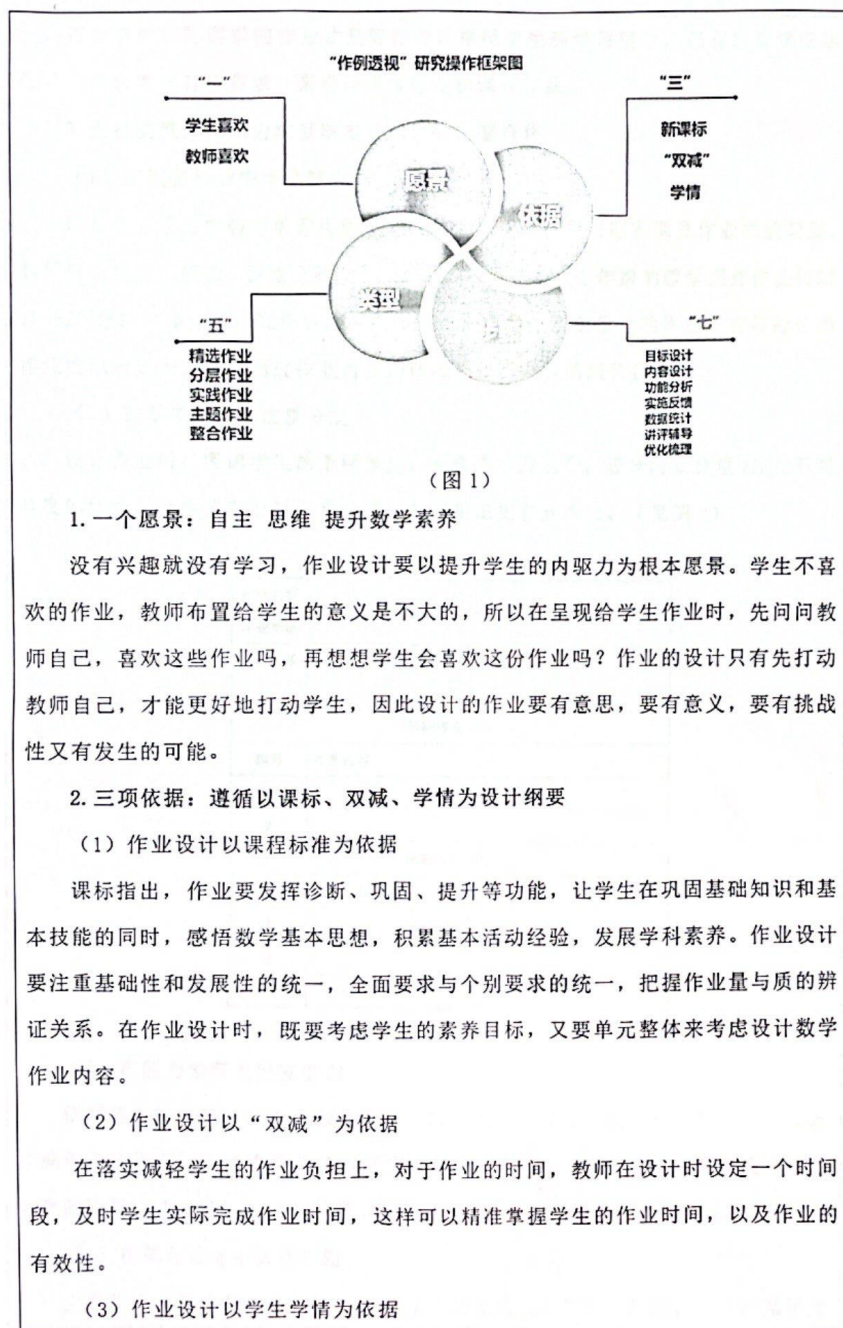 “作例透视”研究操作框架图
“一”
学生喜欢
教师喜欢
“三”
新课标
“双减”
学情
愿景
依据
类型
“五”
精选作业
分层作业
实践作业
主题作业
整合作业
“七”
目标设计
内容设计
功能分析
实施反馈
数据统计
讲评辅导
优化梳理
（图1）
1.一个愿景：自主 思维 提升数学素养
没有兴趣就没有学习，作业设计要以提升学生的内驱力为根本愿景。学生不喜
欢的作业，教师布置给学生的意义是不大的，所以在呈现给学生作业时，先问问教
师自己，喜欢这些作业吗，再想想学生会喜欢这份作业吗？作业的设计只有先打动
教师自己，才能更好地打动学生，因此设计的作业要有意思，要有意义，要有挑战
性又有发生的可能。
2.三项依据：遵循以课标、双减、学情为设计纲要
（1）作业设计以课程标准为依据
课标指出，作业要发挥诊断、巩固、提升等功能，让学生在巩固基础知识和基
本技能的同时，感悟数学基本思想，积累基本活动经验，发展学科素养。作业设计
要注重基础性和发展性的统一，全面要求与个别要求的统一，把握作业量与质的辨
证关系。在作业设计时，既要考虑学生的素养目标，又要单元整体来考虑设计数学
作业内容。
（2）作业设计以“双减”为依据
在落实减轻学生的作业负担上，对于作业的时间，教师在设计时设定一个时间
段，及时学生实际完成作业时间，这样可以精准掌握学生的作业时间，以及作业的
有效性。
（3）作业设计以学生学情为依据